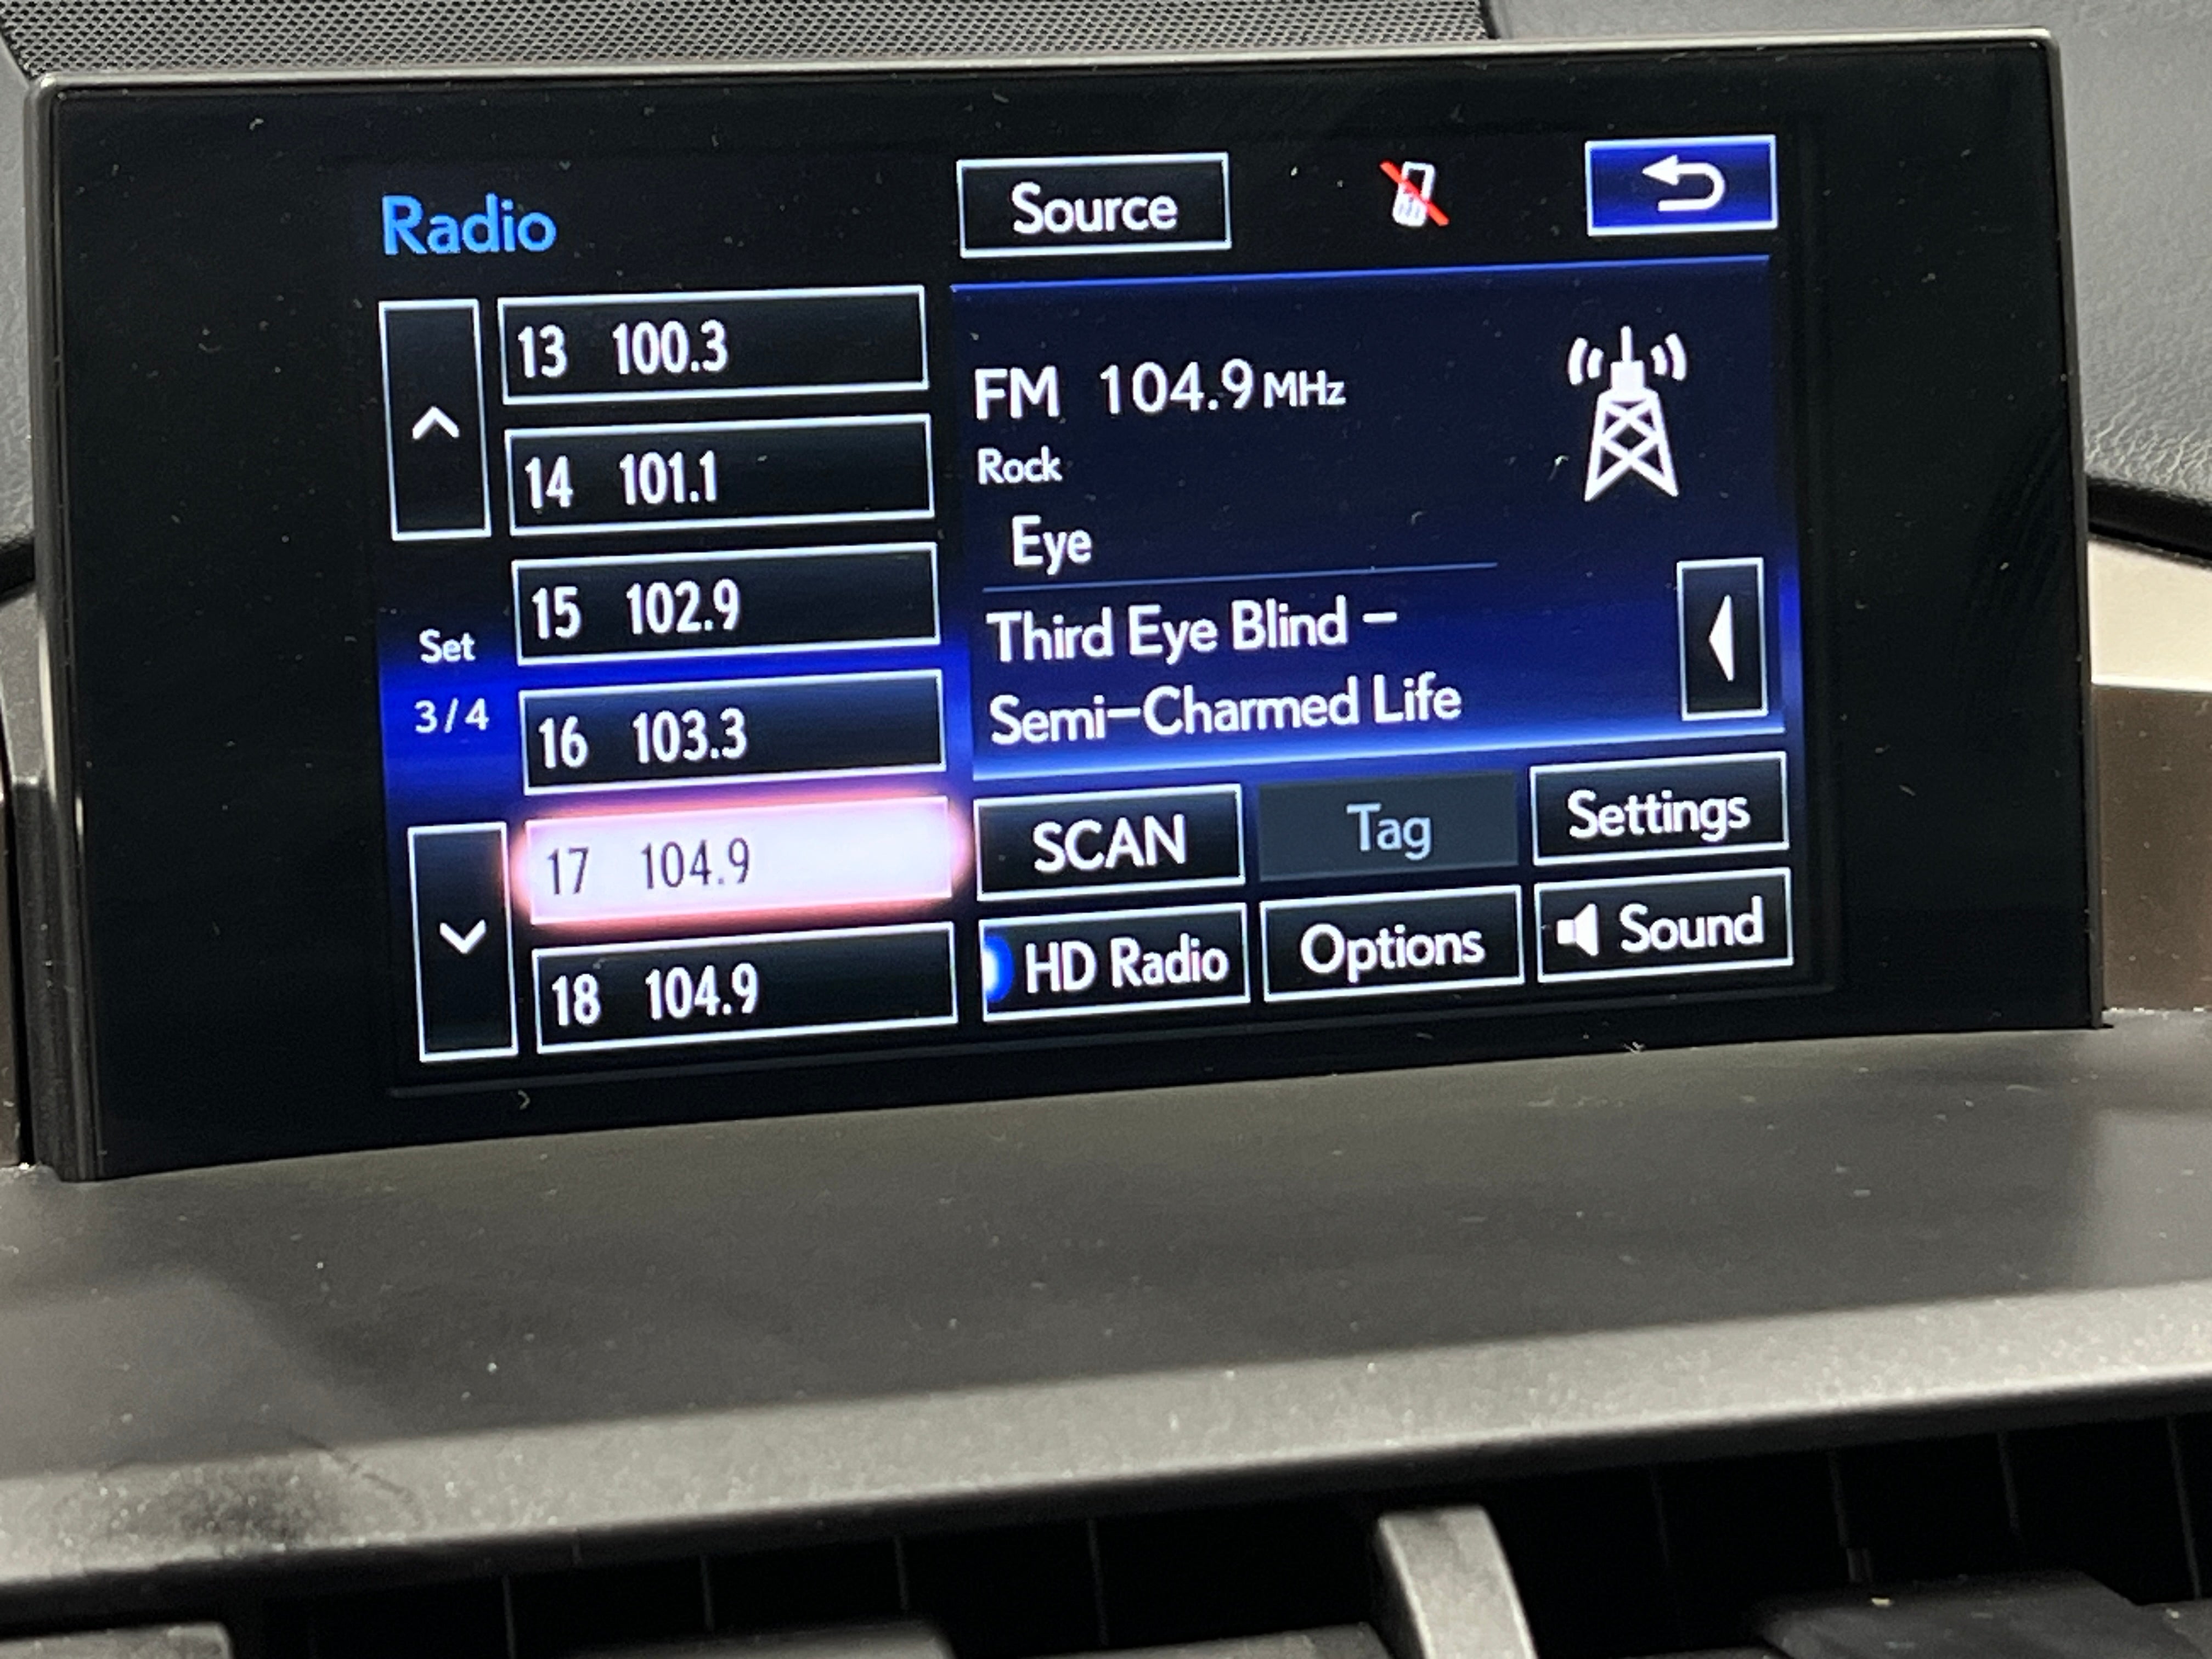 Radio
Source
13 100.3
14 101.1
15 102.9
16 103.3
17 104.9
18 104.9
Set
3/4
FM 104.9 MHz
Rock
Eye
Third Eye Blind –
Semi–Charmed Life
SCAN
Tag
Settings
HD Radio
Options
Sound